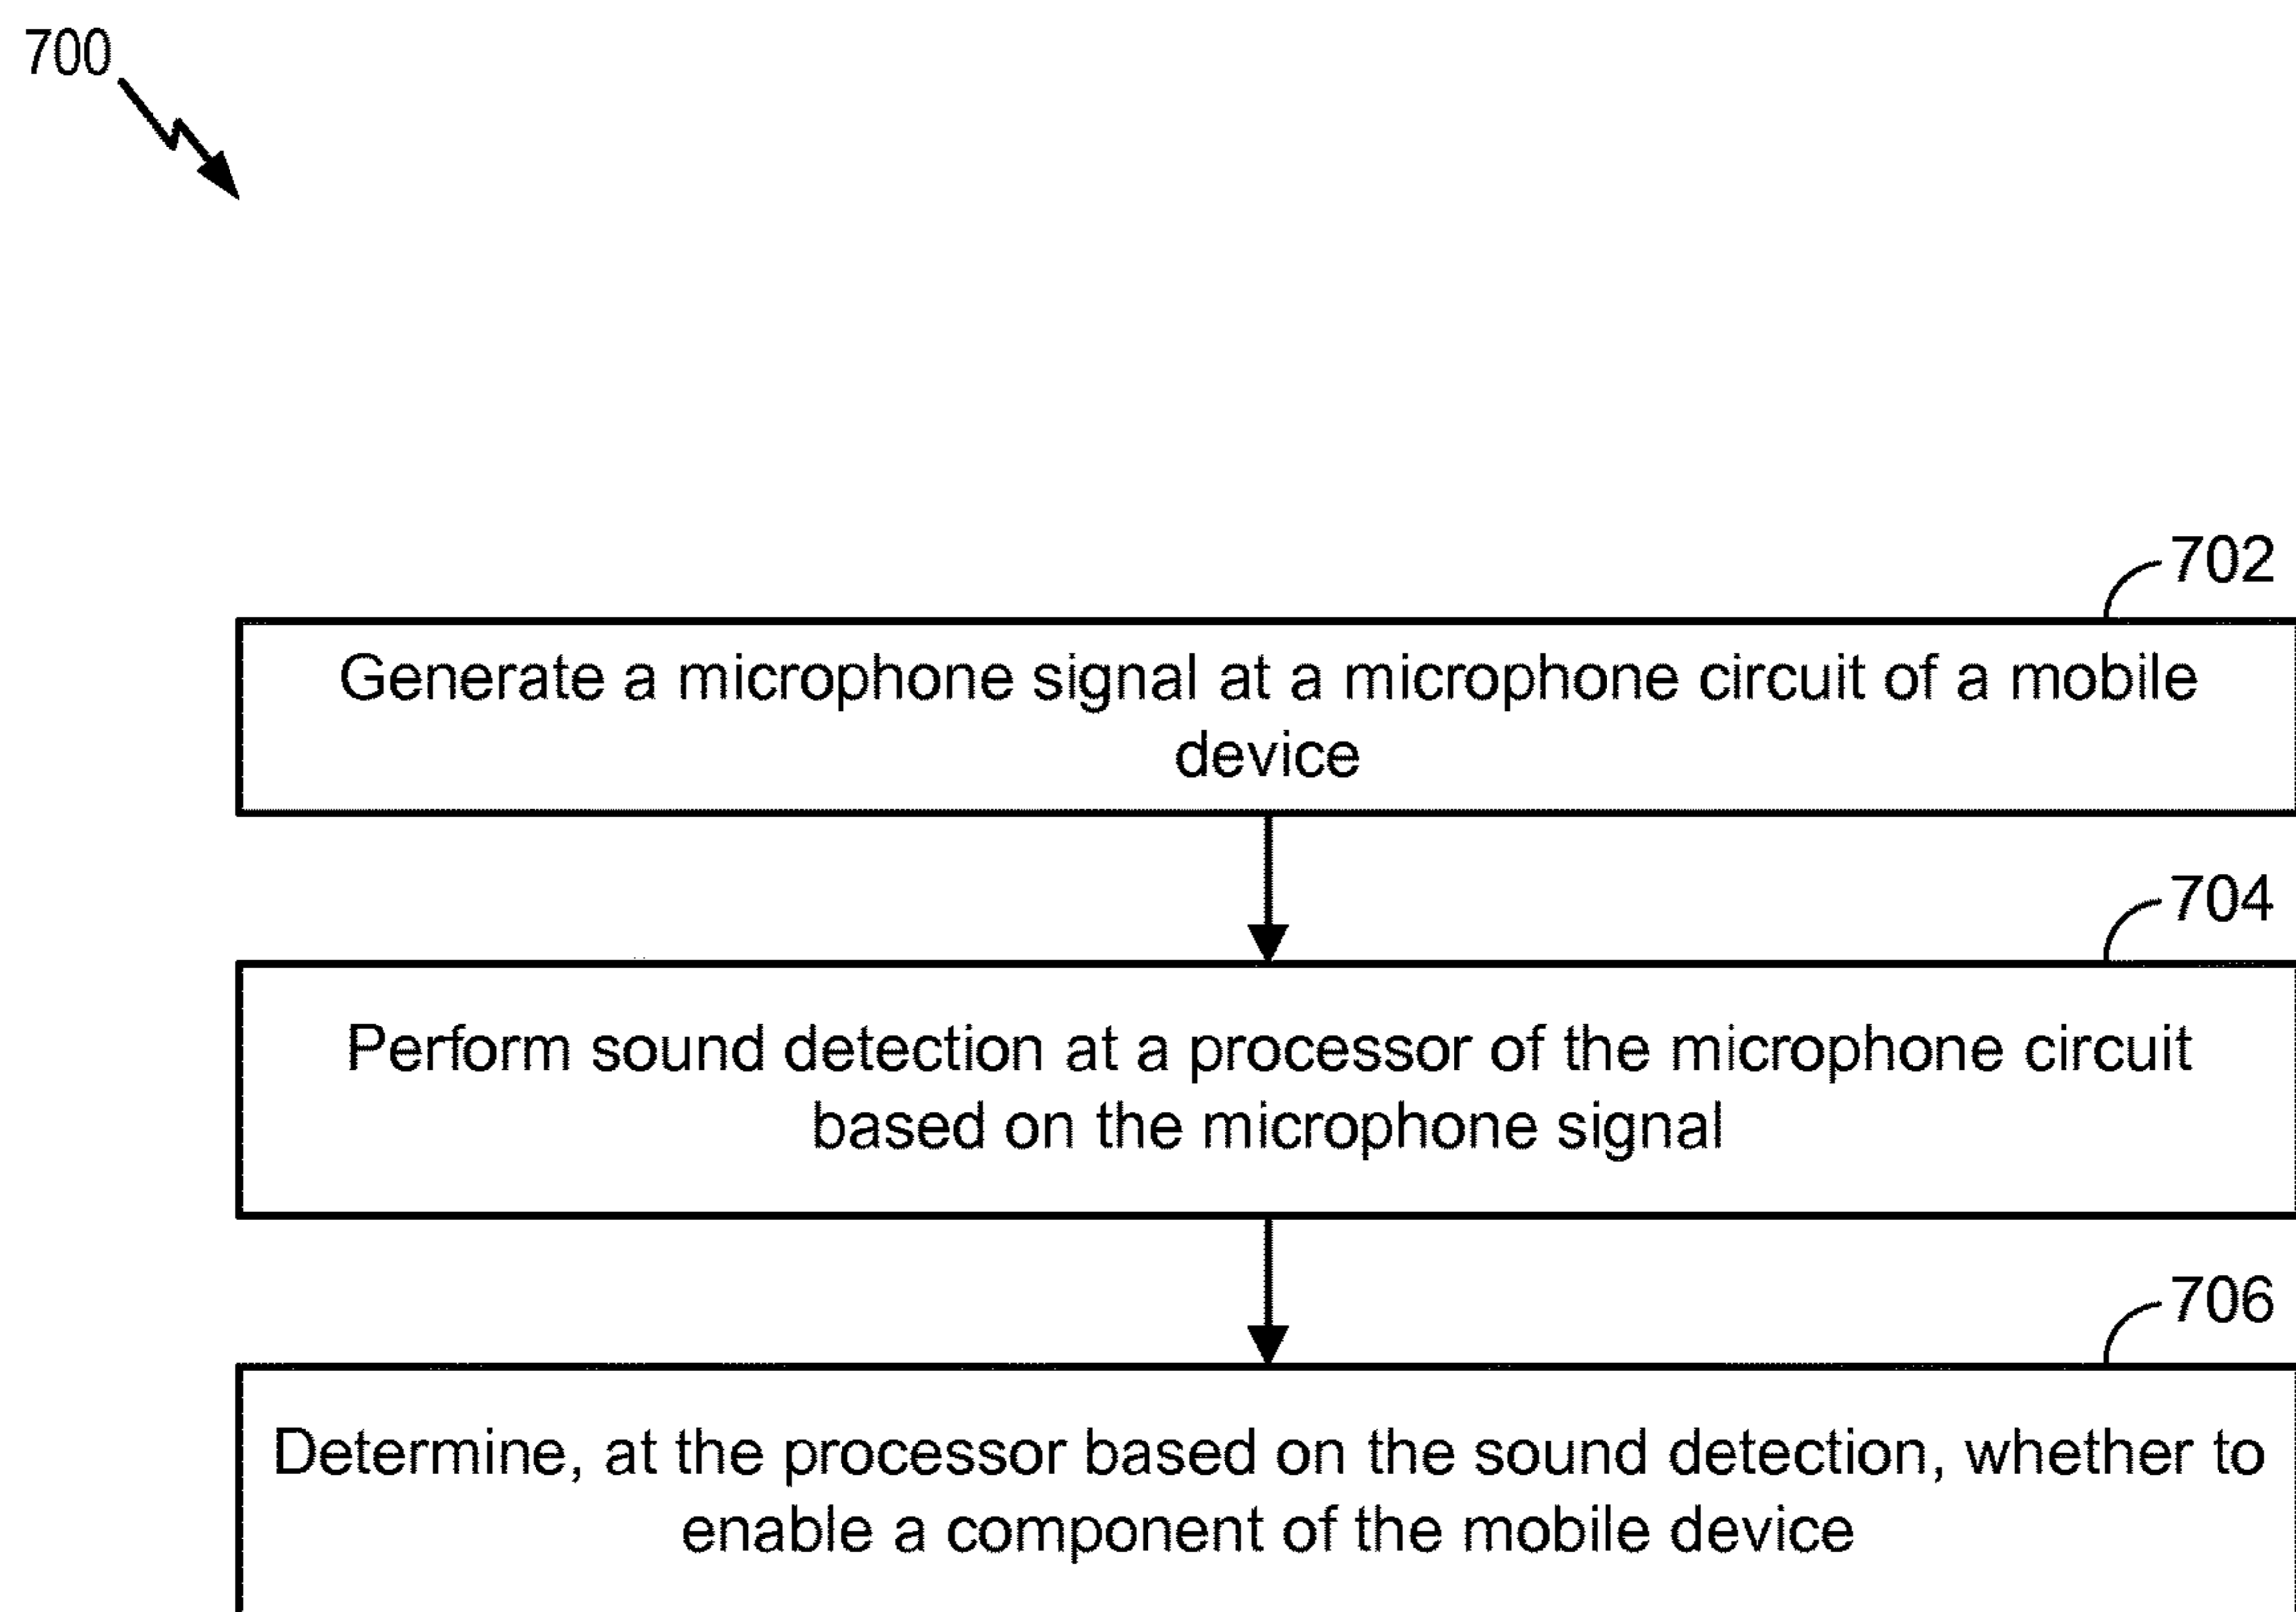 700
702
Generate a microphone signal at a microphone circuit of a mobile
device
704
Perform sound detection at a processor of the microphone circuit
based on the microphone signal
706
Determine, at the processor based on the sound detection, whether to
enable a component of the mobile device